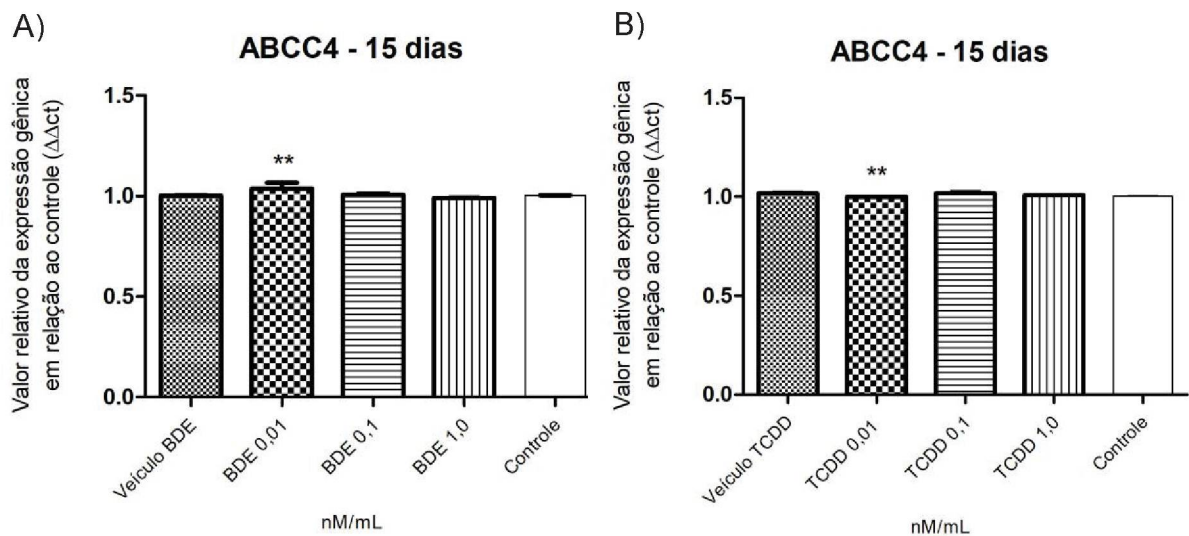 A)
ABCC4 - 15 dias
Valor relativo da expressão gênica
em relação ao controle (ΔΔct)
1.5
1.0
0.5
0.0
**
Veículo BDE
BDE 0,01
BDE 0,1
BDE 1,0
Controle
nM/mL
B)
ABCC4 - 15 dias
Valor relativo da expressão gênica
em relação ao controle (ΔΔct)
1.5
1.0
0.5
0.0
**
Veículo TCDD
TCDD 0,01
TCDD 0,1
TCDD 1,0
Controle
nM/mL